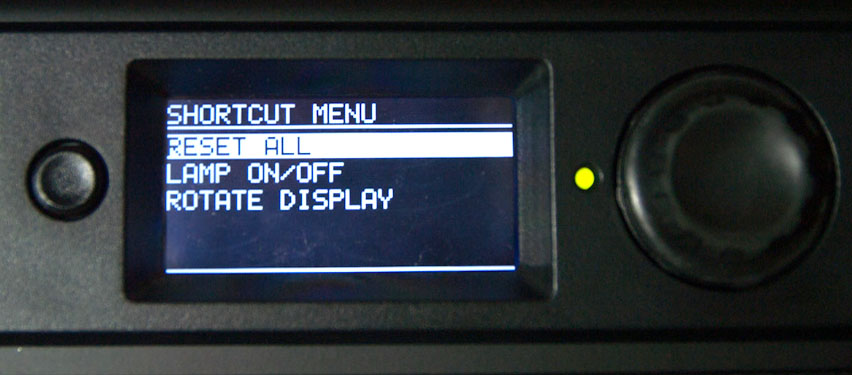 SHORTCUT MENU
RESET ALL
LAMP ON/OFF
ROTATE DISPLAY